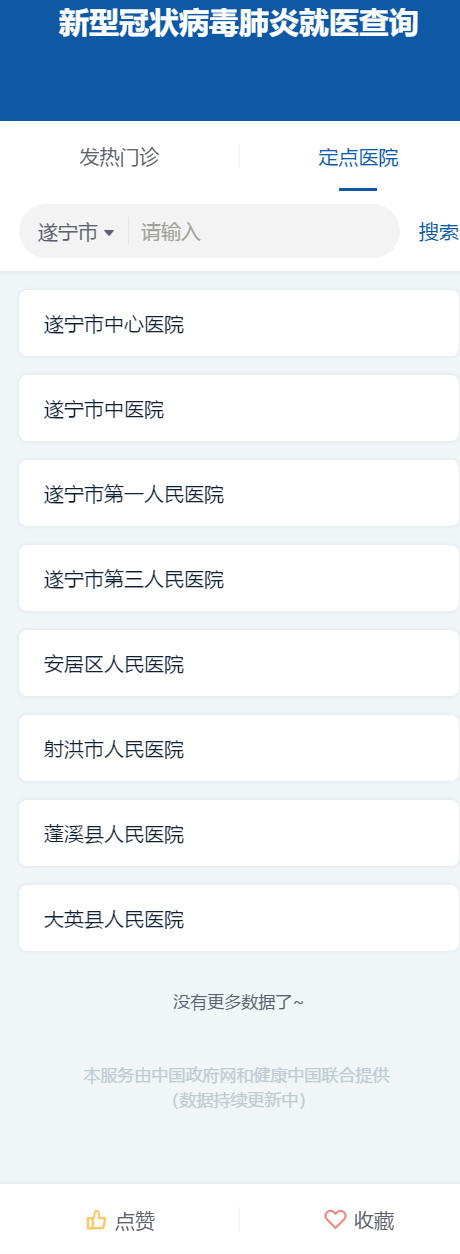 新型冠状病毒肺炎就医查询
发热门诊
定点医院
遂宁市
请输入
搜索
遂宁市中心医院
遂宁市中医院
遂宁市第一人民医院
遂宁市第三人民医院
安居区人民医院
射洪市人民医院
蓬溪县人民医院
大英县人民医院
没有更多数据了~
本服务由中国政府网和健康中国联合提供
（数据持续更新中）
点赞
收藏